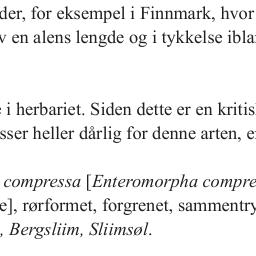 der, for eksempel i Finnmark, hvor
v en alens lengde og i tykkelse ibla
i herbariet. Siden dette er en kritis
sser heller dårlig for denne arten, e
compressa [Enteromorpha compre
e], rørformet, forgrenet, sammentry
, Bergsliim, Sliimsøl.